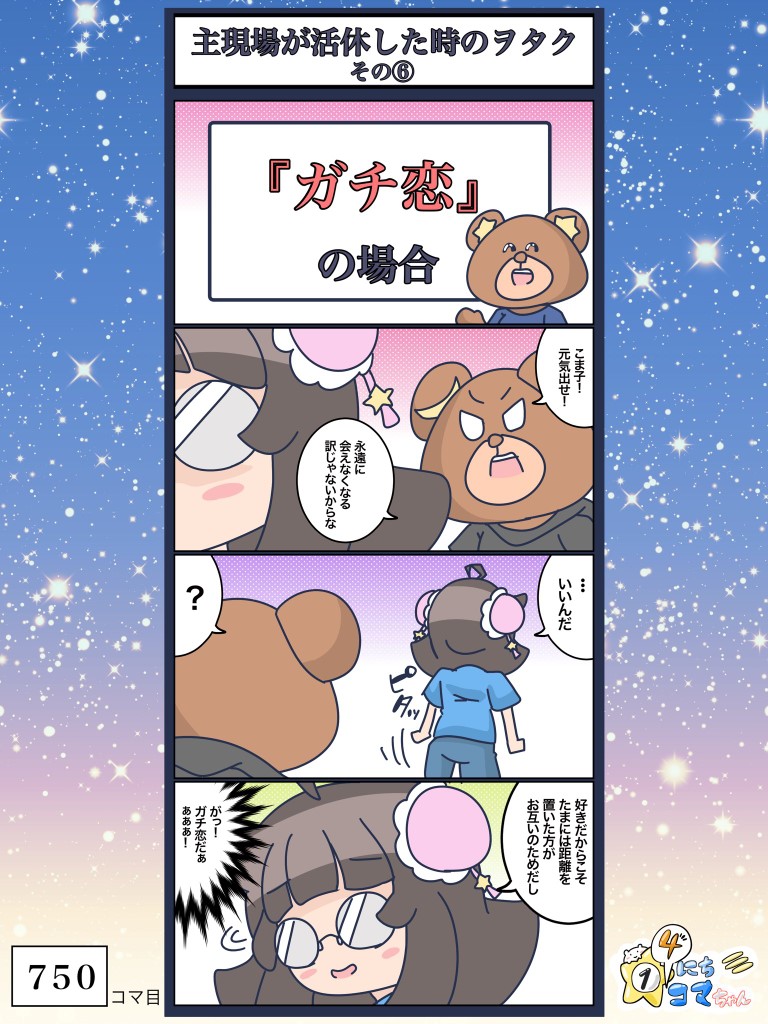 主現場が活休した時のヲタク
その⑥
『ガチ恋』
の場合
こま子!
元気出せ!
永遠に
会えなくなる
訳じゃないからな
…
いいんだ
?
ピタッ
好きだからこそ
たまには距離を
置いた方が
お互いのためだし
がっ!
ガチ恋だぁ
ぁぁぁ!
750
コマ目
1
にち
4
コマちゃん